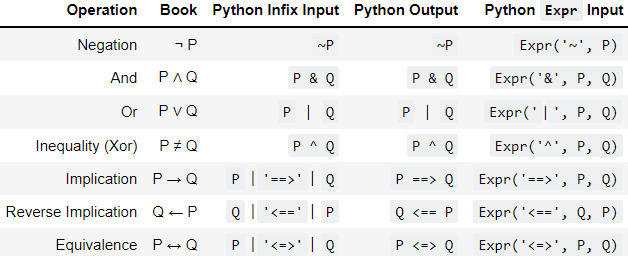 Operation Book Python Infix Input Python Output Python Expr Input
Negation ¬ P ~P ~P Expr('~', P)
And P ∧ Q P & Q P & Q Expr('&', P, Q)
Or P ∨ Q P | Q P | Q Expr('|', P, Q)
Inequality (Xor) P ≠ Q P ^ Q P ^ Q Expr('^', P, Q)
Implication P → Q P | '==>' | Q P ==> Q Expr('==>', P, Q)
Reverse Implication Q ← P Q | '<==' | P Q <== P Expr('<==', Q, P)
Equivalence P ↔ Q P | '<=>' | Q P <=> Q Expr('<=>', P, Q)